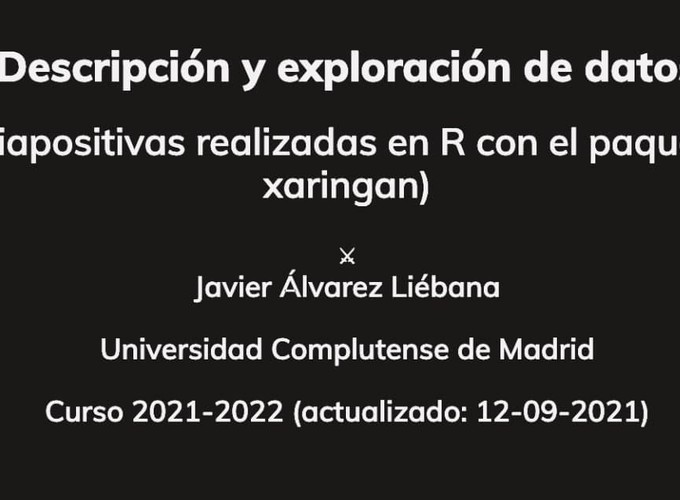 Descripción y exploración de datos
iapositivas realizadas en R con el paqu
xaringan)
⚔
Javier Álvarez Liébana
Universidad Complutense de Madrid
Curso 2021-2022 (actualizado: 12-09-2021)